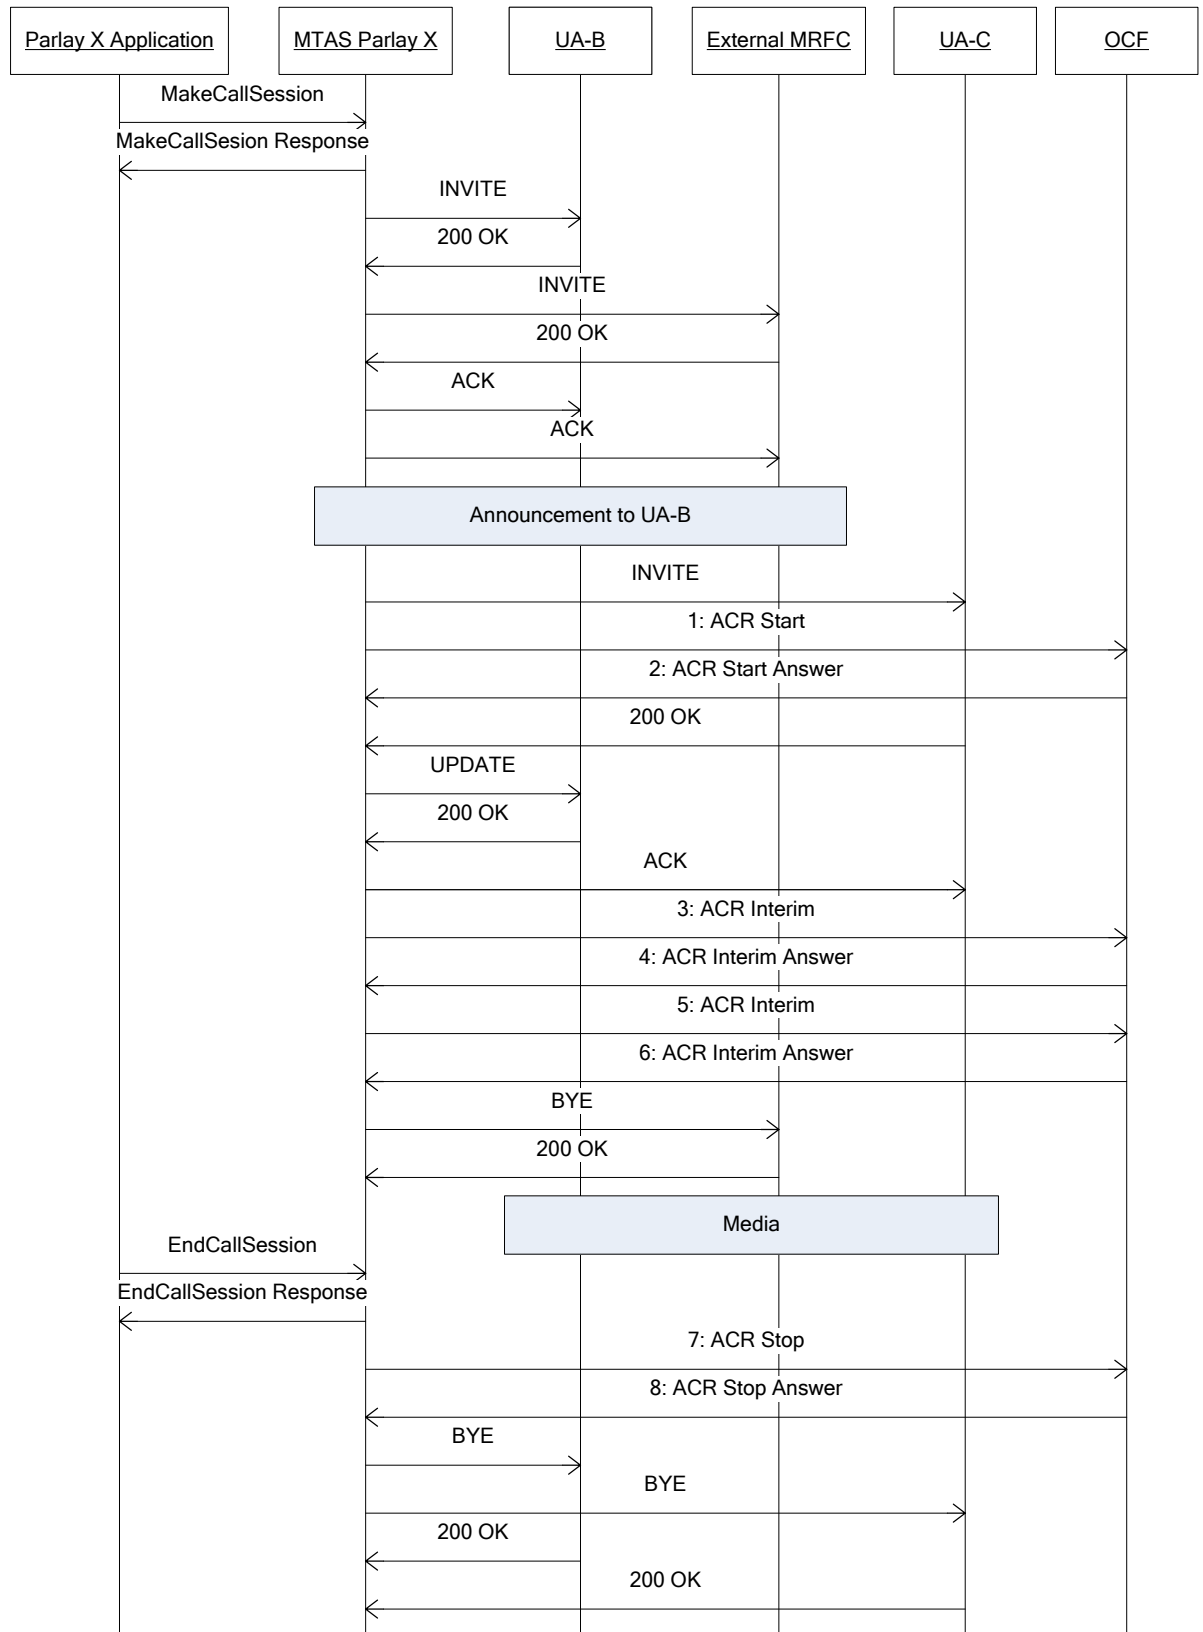 Parlay X Application
MTAS Parlay X
UA-B
External MRFC
UA-C
OCF
MakeCallSession
MakeCallSesion Response
INVITE
200 OK
INVITE
200 OK
ACK
ACK
Announcement to UA-B
INVITE
1: ACR Start
2: ACR Start Answer
200 OK
UPDATE
200 OK
ACK
3: ACR Interim
4: ACR Interim Answer
5: ACR Interim
6: ACR Interim Answer
BYE
200 OK
Media
EndCallSession
EndCallSession Response
7: ACR Stop
8: ACR Stop Answer
BYE
BYE
200 OK
200 OK